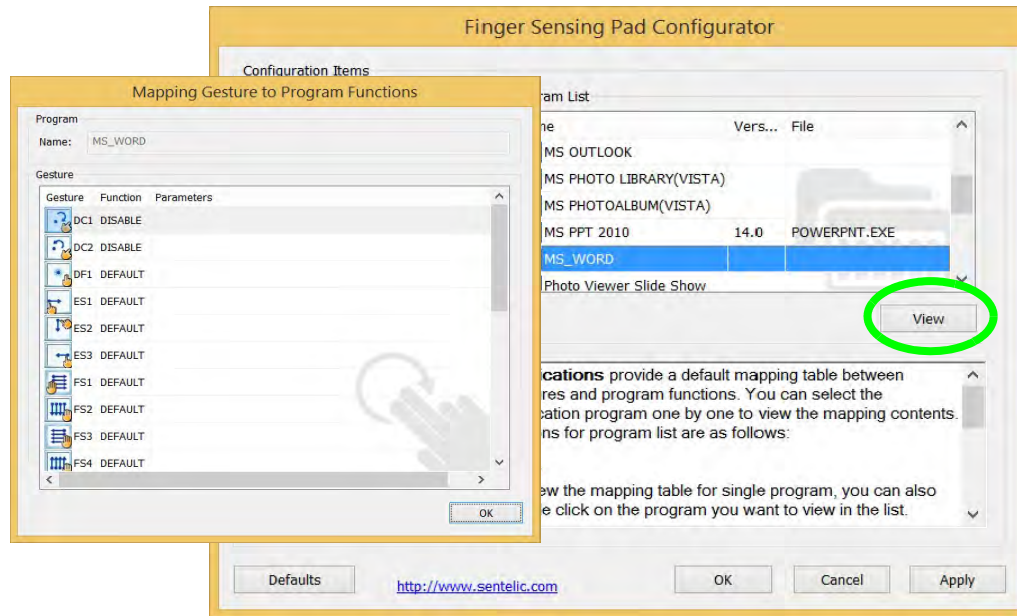 Finger Sensing Pad Configurator
Configuration Items
Mapping Gesture to Program Functions
Program
Name: MS_WORD
Gesture
Gesture Function Parameters
DC1 DISABLE
DC2 DISABLE
DF1 DEFAULT
ES1 DEFAULT
ES2 DEFAULT
ES3 DEFAULT
FS1 DEFAULT
FS2 DEFAULT
FS3 DEFAULT
FS4 DEFAULT
OK
ram List
ne Vers... File
MS OUTLOOK
MS PHOTO LIBRARY(VISTA)
MS PHOTOALBUM(VISTA)
MS PPT 2010 14.0 POWERPNT.EXE
MS_WORD
Photo Viewer Slide Show
View
ications provide a default mapping table between
res and program functions. You can select the
cation program one by one to view the mapping contents.
ns for program list are as follows:
ew the mapping table for single program, you can also
e click on the program you want to view in the list.
Defaults
http://www.sentelic.com
OK
Cancel
Apply